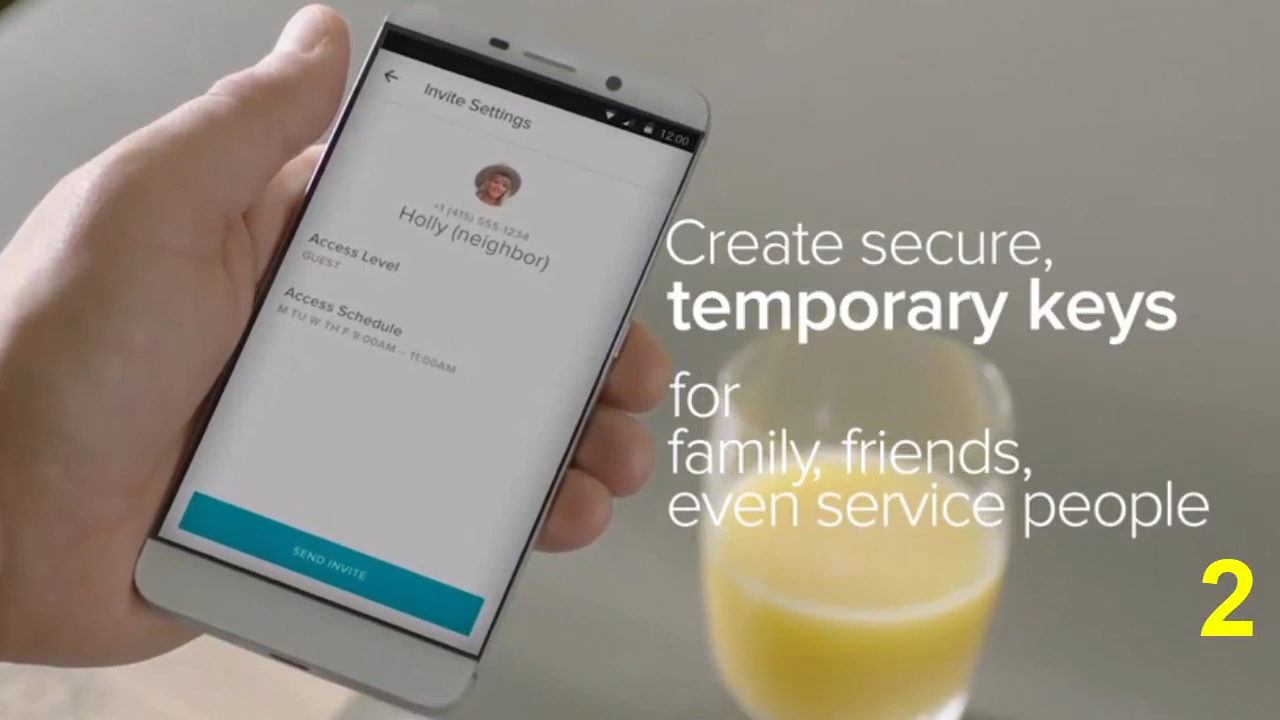 Invite Settings
12:00
+1 (415) 555-1234
Holly (neighbor)
Access Level
GUEST
Access Schedule
M TU W TH F 9:00AM – 11:00AM
SEND INVITE
Create secure,
temporary keys
for
family, friends,
even service people
2